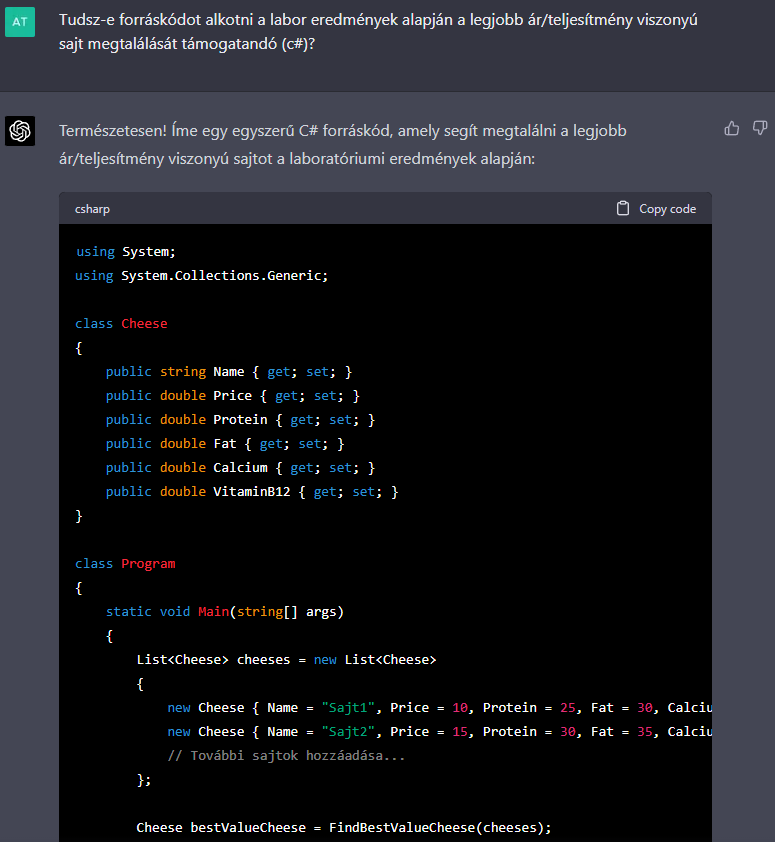 AT
Tudsz-e forráskódot alkotni a labor eredmények alapján a legjobb ár/teljesítmény viszonyú
sajt megtalálását támogatandó (c#)?
Természetesen! Íme egy egyszerű C# forráskód, amely segít megtalálni a legjobb
ár/teljesítmény viszonyú sajtot a laboratóriumi eredmények alapján:
csharp Copy code
using System;
using System.Collections.Generic;
class Cheese
{
public string Name { get; set; }
public double Price { get; set; }
public double Protein { get; set; }
public double Fat { get; set; }
public double Calcium { get; set; }
public double VitaminB12 { get; set; }
}
class Program
{
static void Main(string[] args)
{
List<Cheese> cheeses = new List<Cheese>
{
new Cheese { Name = "Sajt1", Price = 10, Protein = 25, Fat = 30, Calciu
new Cheese { Name = "Sajt2", Price = 15, Protein = 30, Fat = 35, Calciu
// További sajtok hozzáadása...
};
Cheese bestValueCheese = FindBestValueCheese(cheeses);